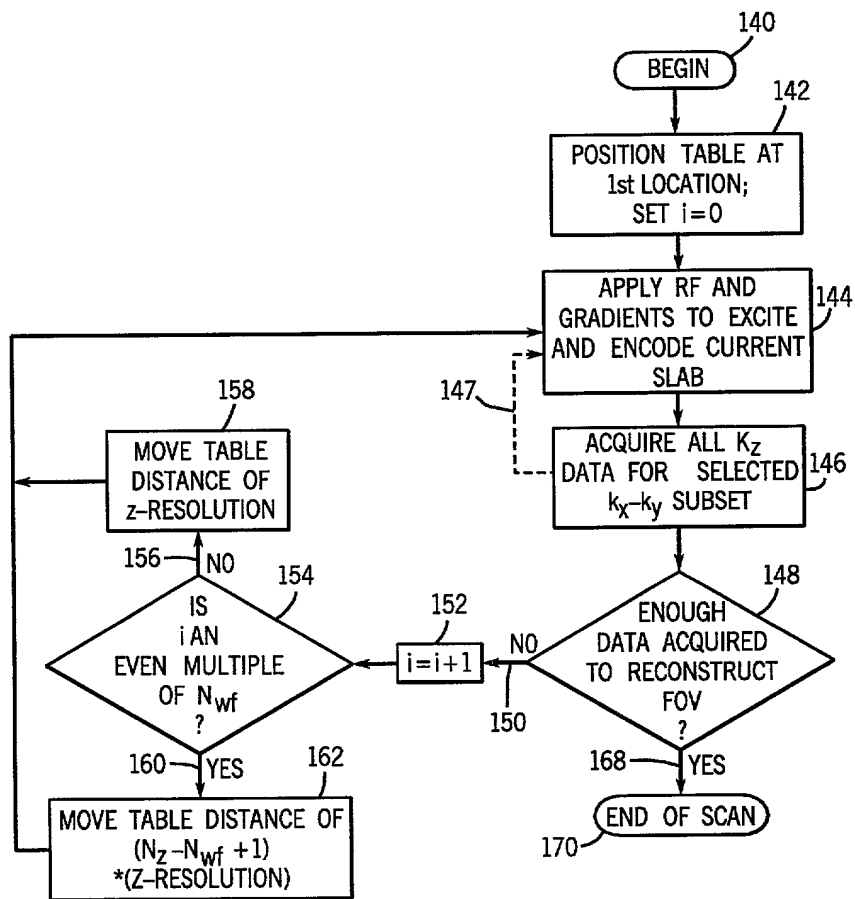 140
BEGIN
142
POSITION TABLE AT
1st LOCATION;
SET i=0
APPLY RF AND
GRADIENTS TO EXCITE
AND ENCODE CURRENT
SLAB
144
147
ACQUIRE ALL Kz
DATA FOR SELECTED
kx–ky SUBSET
146
158
MOVE TABLE
DISTANCE OF
z–RESOLUTION
156
NO
154
IS
i AN
EVEN MULTIPLE
OF Nwf
?
152
i=i+1
NO
150
148
ENOUGH
DATA ACQUIRED
TO RECONSTRUCT
FOV
?
160
YES
162
MOVE TABLE DISTANCE OF
(Nz–Nwf +1)
*(Z–RESOLUTION)
168
YES
END OF SCAN
170